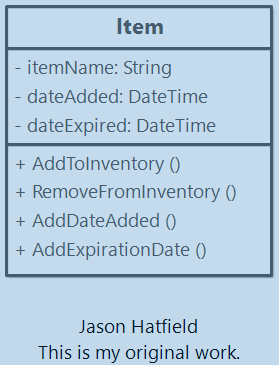 Item
- itemName: String
- dateAdded: DateTime
- dateExpired: DateTime
+ AddToInventory ()
+ RemoveFromInventory ()
+ AddDateAdded ()
+ AddExpirationDate ()
Jason Hatfield
This is my original work.